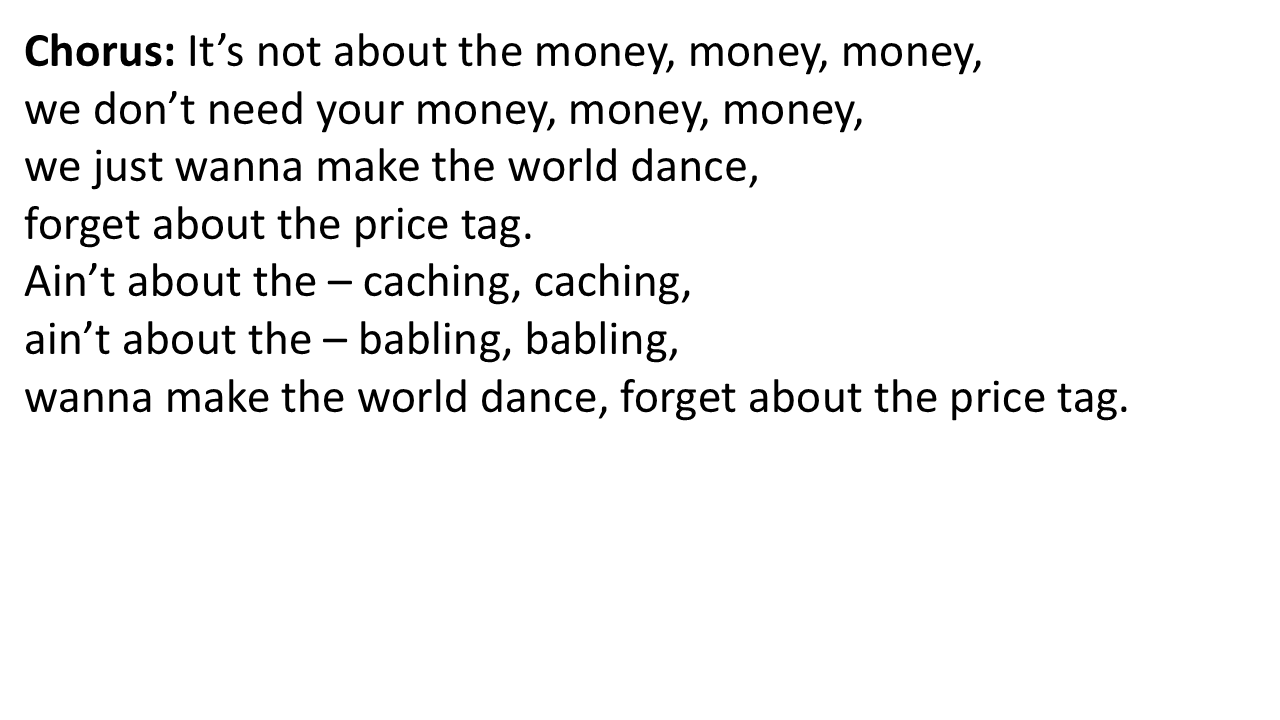 Chorus: It’s not about the money, money, money,
we don’t need your money, money, money,
we just wanna make the world dance,
forget about the price tag.
Ain’t about the – caching, caching,
ain’t about the – babling, babling,
wanna make the world dance, forget about the price tag.